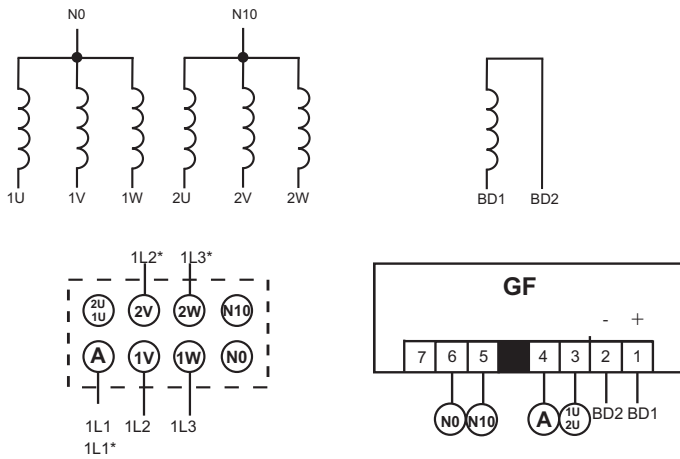 N0 N10
1U 1V 1W 2U 2V 2W BD1 BD2
1L2* 1L3*
2U
1U 2V 2W N10
A 1V 1W N0
1L1 1L2 1L3
1L1*
GF
- +
7 6 5 4 3 2 1
N0 N10 A 1U
2U BD2 BD1